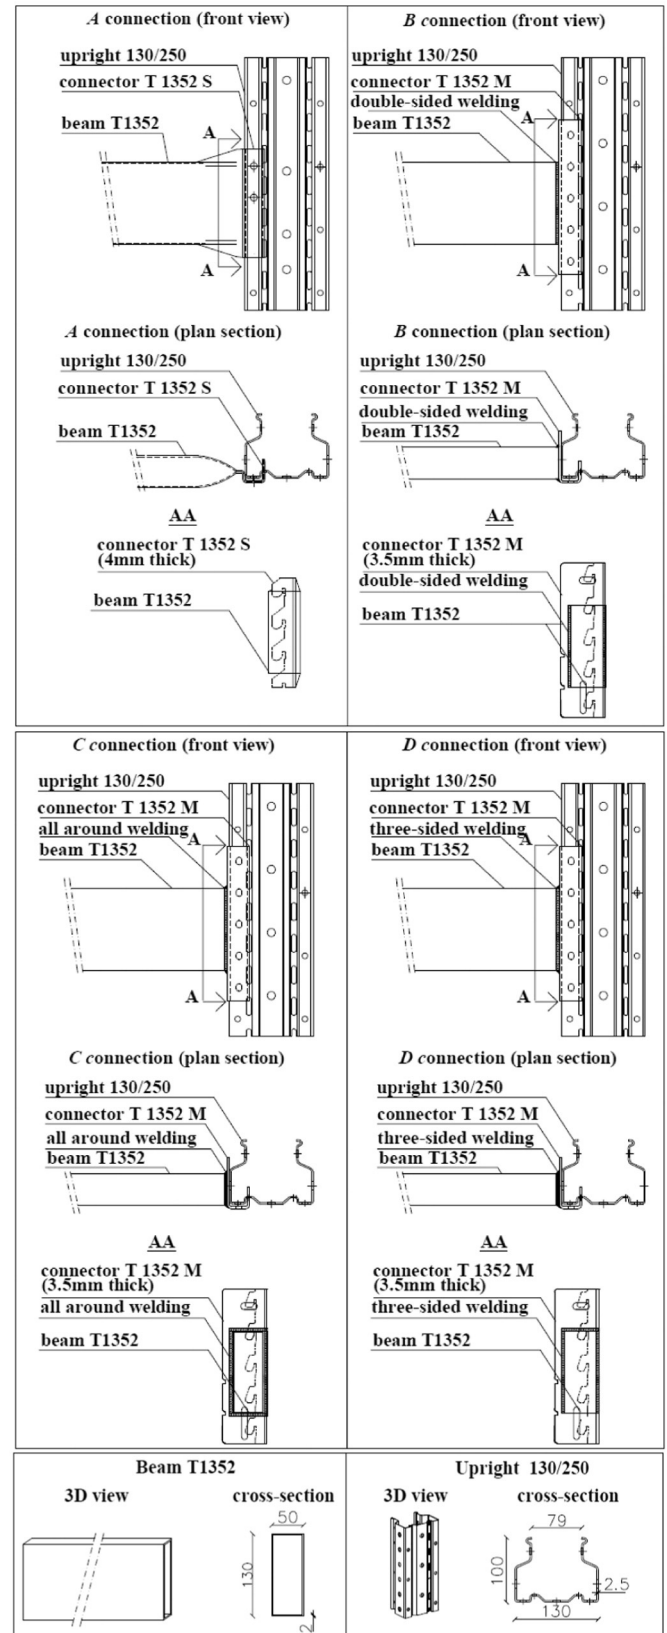 A connection (front view)
upright 130/250
connector T 1352 S
beam T1352
A
A
B connection (front view)
upright 130/250
connector T 1352 M
double-sided welding
beam T1352
A
A
A connection (plan section)
upright 130/250
connector T 1352 S
beam T1352
AA
connector T 1352 S
(4mm thick)
beam T1352
B connection (plan section)
upright 130/250
connector T 1352 M
double-sided welding
beam T1352
AA
connector T 1352 M
(3.5mm thick)
double-sided welding
beam T1352
C connection (front view)
upright 130/250
connector T 1352 M
all around welding
beam T1352
A
A
D connection (front view)
upright 130/250
connector T 1352 M
three-sided welding
beam T1352
A
A
C connection (plan section)
upright 130/250
connector T 1352 M
all around welding
beam T1352
AA
connector T 1352 M
(3.5mm thick)
all around welding
beam T1352
D connection (plan section)
upright 130/250
connector T 1352 M
three-sided welding
beam T1352
AA
connector T 1352 M
(3.5mm thick)
three-sided welding
beam T1352
Beam T1352
3D view
cross-section
50
130
2
Upright 130/250
3D view
cross-section
79
100
2.5
130